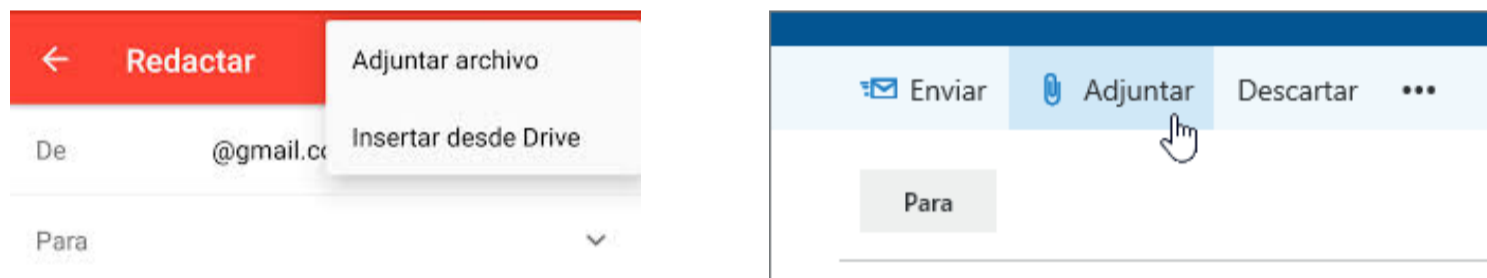 Redactar
Adjuntar archivo
Insertar desde Drive
De @gmail.co
Para
Enviar Adjuntar Descartar •••
Para